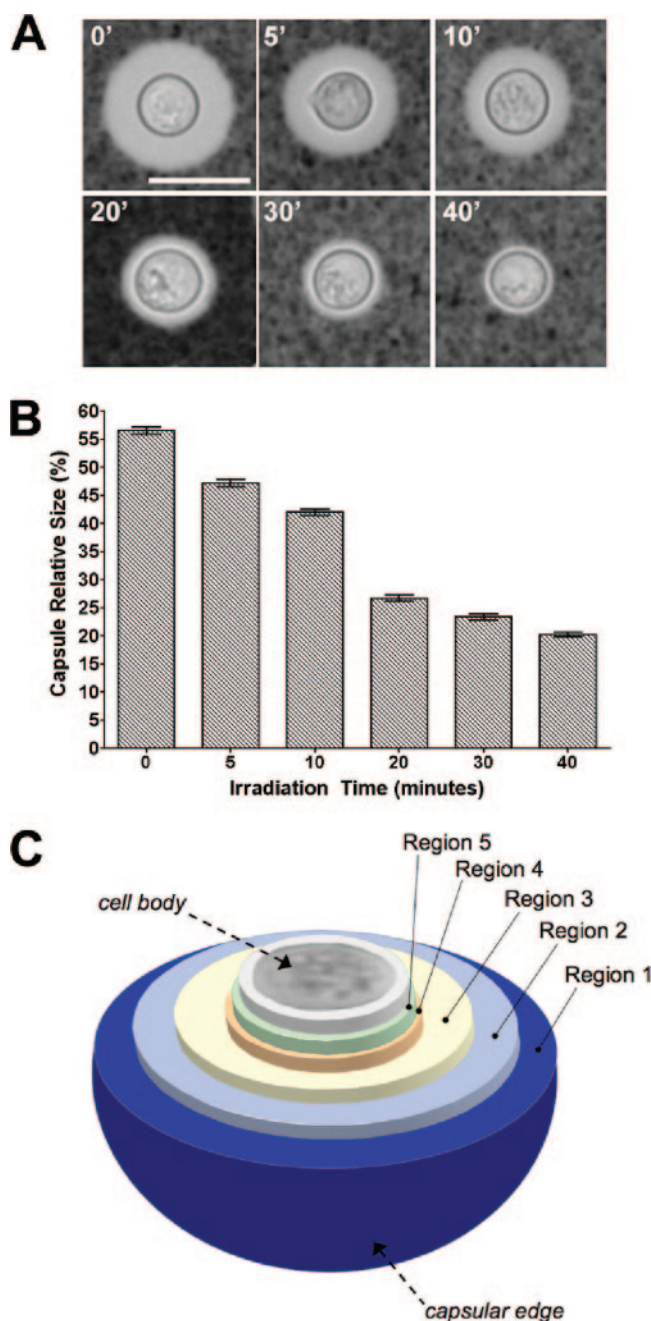 A
0'
5'
10'
20'
30'
40'
B
Capsule Relative Size (%)
60
55
50
45
40
35
30
25
20
15
10
5
0
0 5 10 20 30 40
Irradiation Time (minutes)
C
Region 5
Region 4
Region 3
Region 2
Region 1
cell body
capsular edge